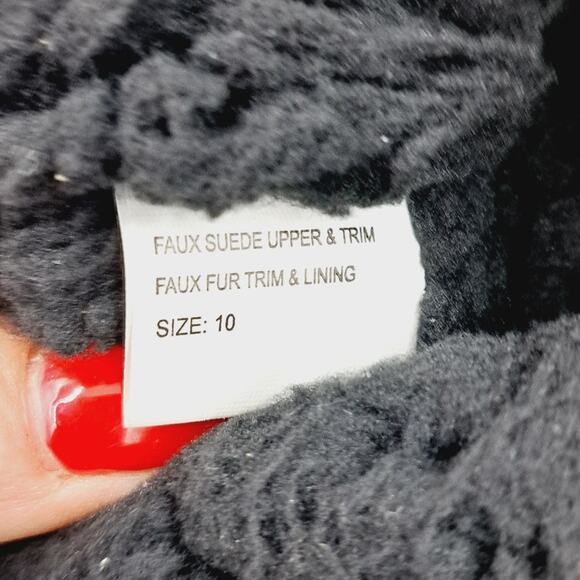 FAUX SUEDE UPPER & TRIM
FAUX FUR TRIM & LINING
SIZE: 10